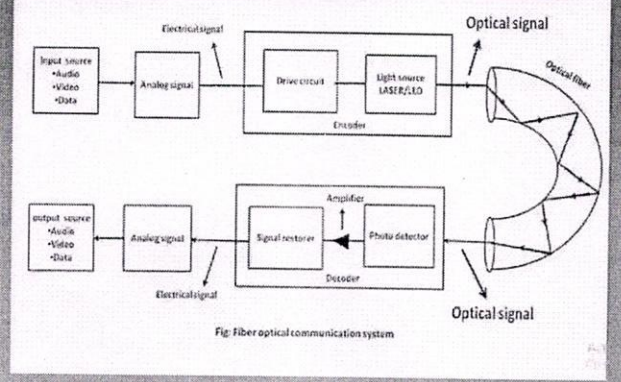 Electrical signal
Optical signal
Input source
•Audio
•Video
•Data
Analog signal
Drive circuit
Light source
LASER/LED
Encoder
Optical fiber
output source
•Audio
•Video
•Data
Analog signal
Signal restorer
Amplifier
Photo detector
Decoder
Electrical signal
Optical signal
Fig: Fiber optical communication system